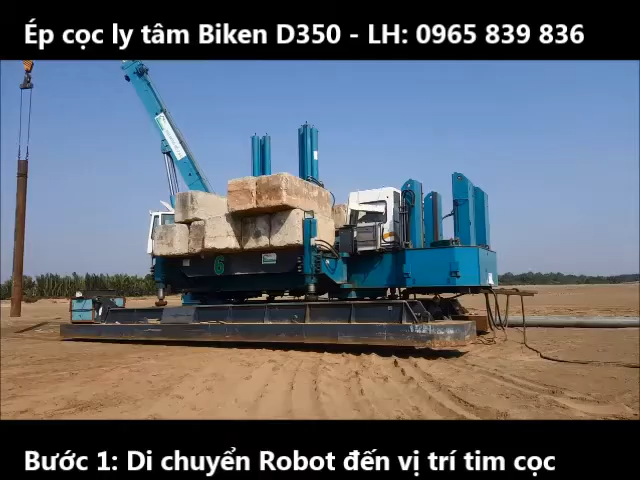 Ép cọc ly tâm Biken D350 - LH: 0965 839 836
6
Bước 1: Di chuyển Robot đến vị trí tim cọc